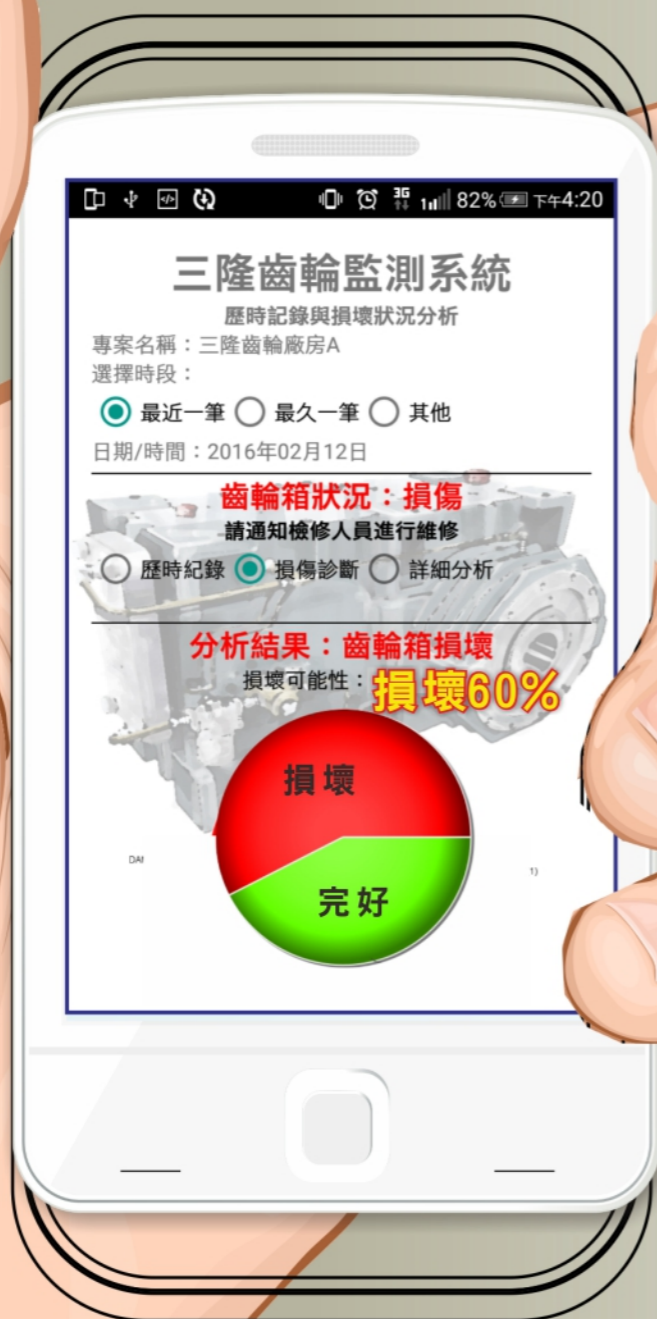 3G
82% 下午4:20
三隆齒輪監測系統
歷時記錄與損壞狀況分析
專案名稱：三隆齒輪廠房A
選擇時段：
最近一筆 最久一筆 其他
日期/時間：2016年02月12日
齒輪箱狀況：損傷
請通知檢修人員進行維修
歷時紀錄 損傷診斷 詳細分析
分析結果：齒輪箱損壞
損壞可能性：損壞60%
損壞
完好